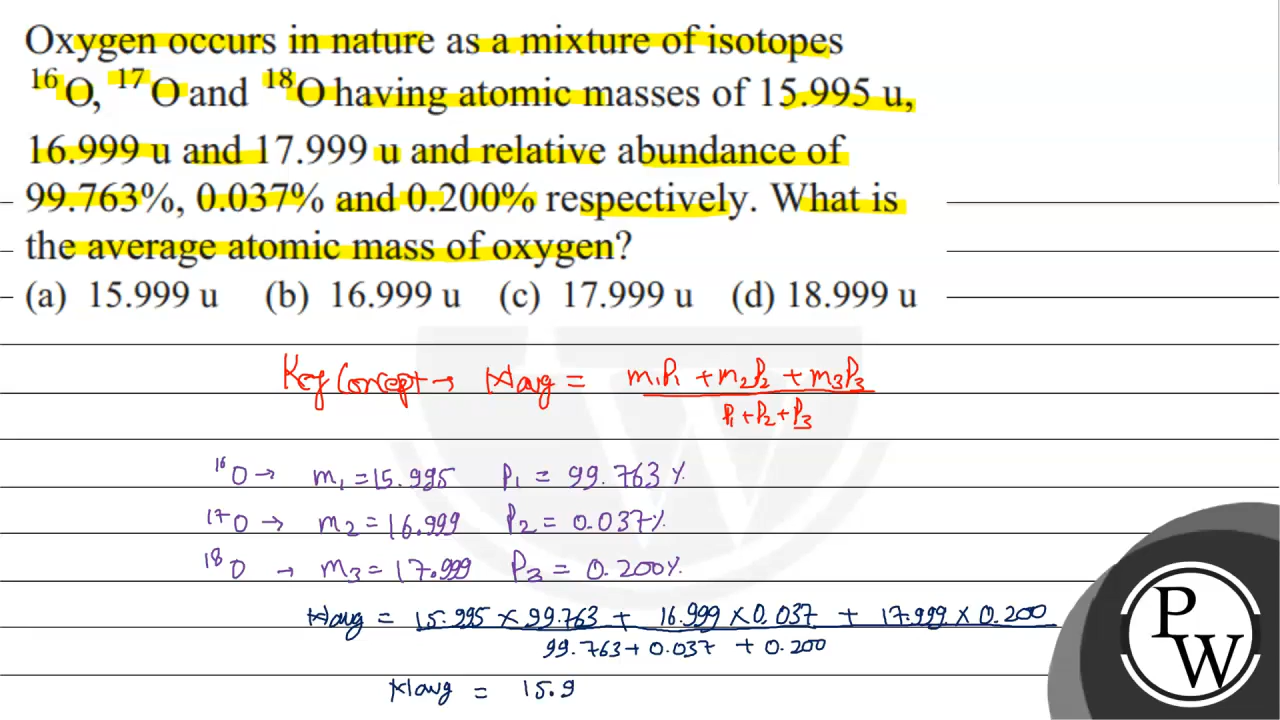 Oxygen occurs in nature as a mixture of isotopes
¹⁶O, ¹⁷O and ¹⁸O having atomic masses of 15.995 u,
16.999 u and 17.999 u and relative abundance of
99.763%, 0.037% and 0.200% respectively. What is
the average atomic mass of oxygen?
(a) 15.999 u (b) 16.999 u (c) 17.999 u (d) 18.999 u
Key Concept → Mavg = m₁P₁ + m₂P₂ + m₃P₃
P₁ + P₂ + P₃
¹⁶O → m₁ = 15.995 P₁ = 99.763 %
¹⁷O → m₂ = 16.999 P₂ = 0.037%
¹⁸O → m₃ = 17.999 P₃ = 0.200%.
Mavg = 15.995 × 99.763 + 16.999 × 0.037 + 17.999 × 0.200
99.763 + 0.037 + 0.200
Mavg = 15.9
P
W